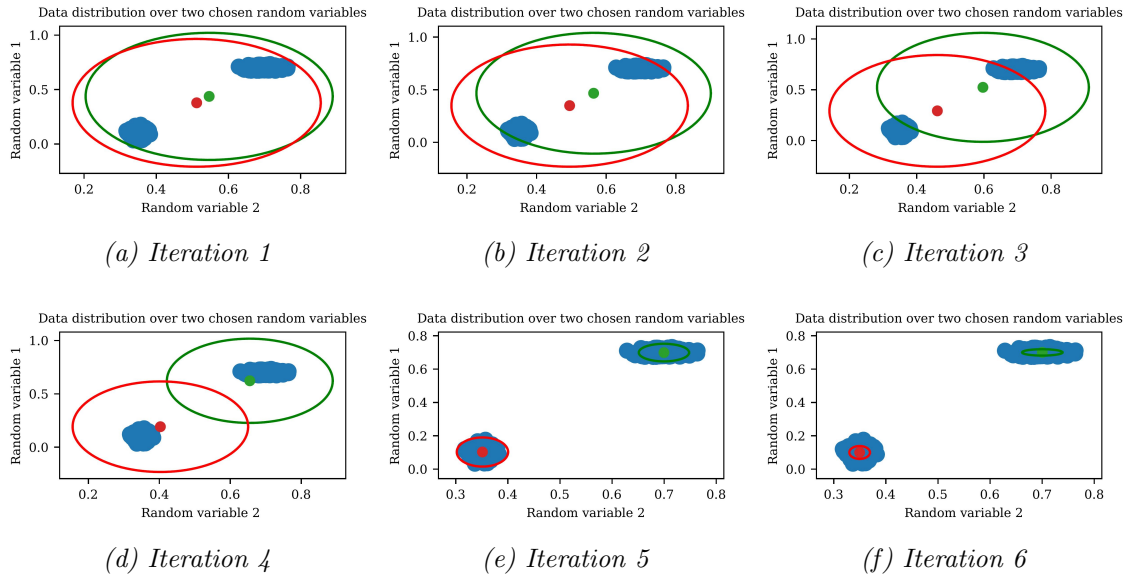 Data distribution over two chosen random variables
Random variable 1
1.0
0.5
0.0
0.2
0.4
0.6
0.8
Random variable 2
(a) Iteration 1
Data distribution over two chosen random variables
Random variable 1
1.0
0.5
0.0
0.2
0.4
0.6
0.8
Random variable 2
(b) Iteration 2
Data distribution over two chosen random variables
Random variable 1
1.0
0.5
0.0
0.2
0.4
0.6
0.8
Random variable 2
(c) Iteration 3
Data distribution over two chosen random variables
Random variable 1
1.0
0.5
0.0
0.2
0.4
0.6
0.8
Random variable 2
(d) Iteration 4
Data distribution over two chosen random variables
Random variable 1
0.8
0.6
0.4
0.2
0.0
0.3
0.4
0.5
0.6
0.7
0.8
Random variable 2
(e) Iteration 5
Data distribution over two chosen random variables
Random variable 1
0.8
0.6
0.4
0.2
0.0
0.3
0.4
0.5
0.6
0.7
0.8
Random variable 2
(f) Iteration 6